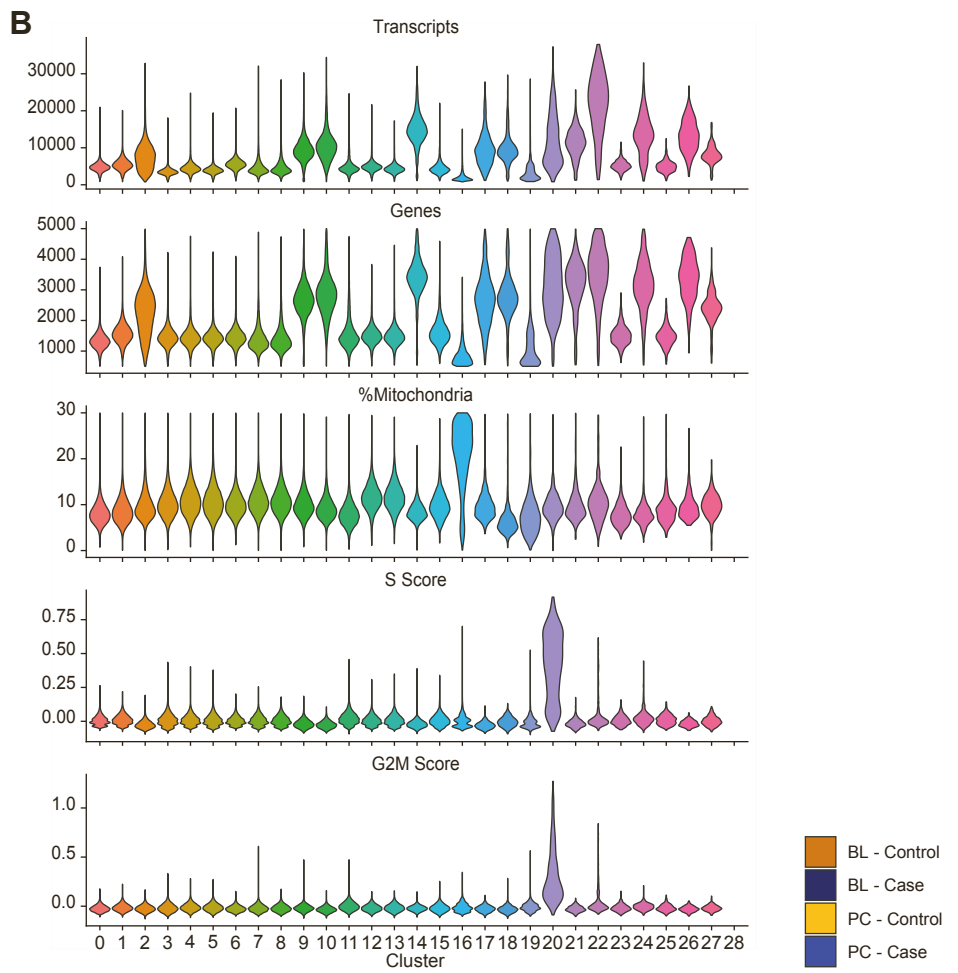 B
Transcripts
30000
20000
10000
0
Genes
5000
4000
3000
2000
1000
%Mitochondria
30
20
10
0
S Score
0.75
0.50
0.25
0.00
G2M Score
1.0
0.5
0.0
0 1 2 3 4 5 6 7 8 9 10 11 12 13 14 15 16 17 18 19 20 21 22 23 24 25 26 27 28
Cluster
BL - Control
BL - Case
PC - Control
PC - Case